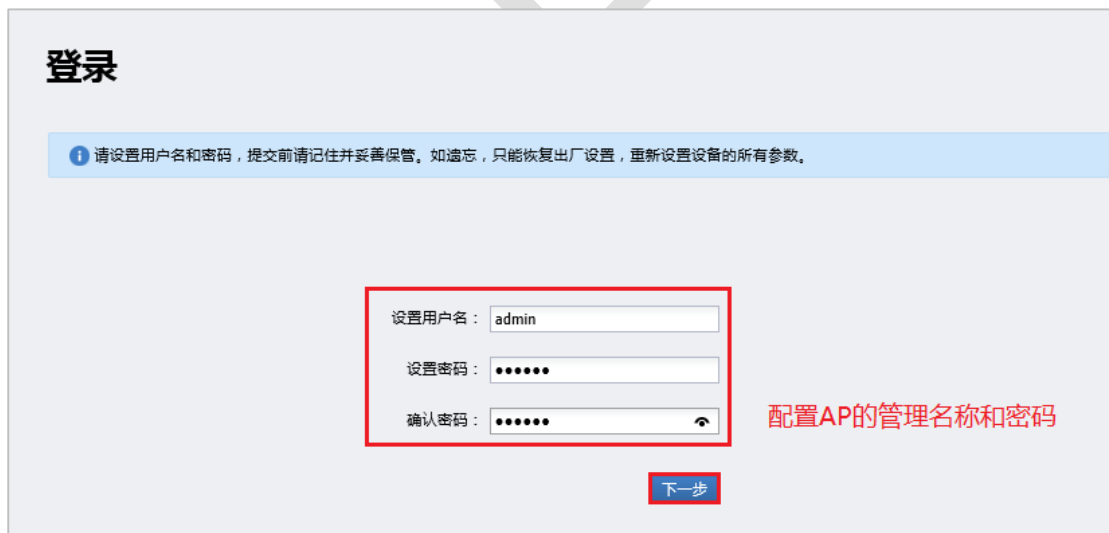 登录
请设置用户名和密码，提交前请记住并妥善保管。如遗忘，只能恢复出厂设置，重新设置设备的所有参数。
设置用户名： admin
设置密码： ••••••
确认密码： ••••••
配置AP的管理名称和密码
下一步